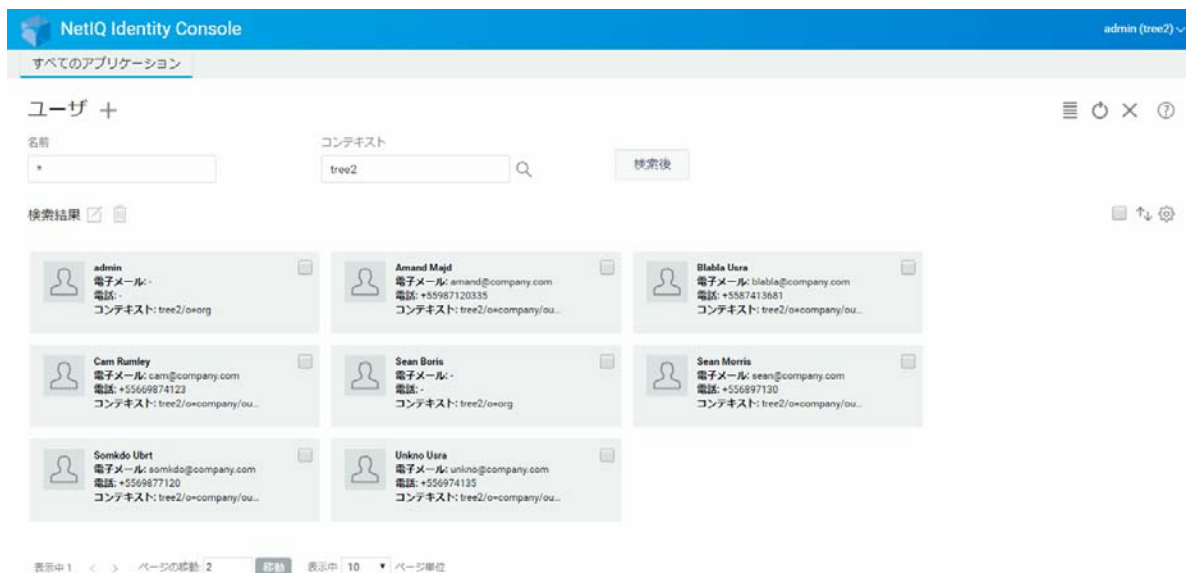 NetIQ Identity Console
admin (tree2)
すべてのアプリケーション
ユーザ +
名前
コンテキスト
*
tree2
検索後
検索結果
admin
電子メール: -
電話: -
コンテキスト: tree2/o=org
Amand Majd
電子メール: amand@company.com
電話: +55987120335
コンテキスト: tree2/o=company/ou...
Blabla Usra
電子メール: blabla@company.com
電話: +5587413681
コンテキスト: tree2/o=company/ou...
Cam Rumley
電子メール: cam@company.com
電話: +55669874123
コンテキスト: tree2/o=company/ou...
Sean Boris
電子メール: -
電話: -
コンテキスト: tree2/o=org
Sean Morris
電子メール: sean@company.com
電話: +556897130
コンテキスト: tree2/o=company/ou...
Somkdo Ubrt
電子メール: somkdo@company.com
電話: +5569877120
コンテキスト: tree2/o=company/ou...
Unkno Usra
電子メール: unkno@company.com
電話: +556974135
コンテキスト: tree2/o=company/ou...
表示中 1 < > ページの移動 2 移動 表示中 10 ページ単位